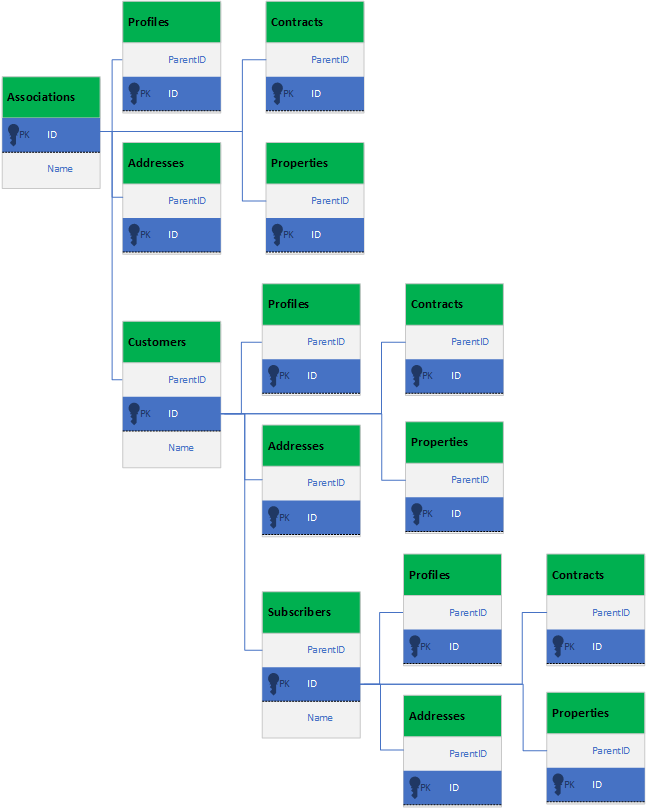 Associations
PK ID
Name
Profiles
ParentID
PK ID
Contracts
ParentID
PK ID
Addresses
ParentID
PK ID
Properties
ParentID
PK ID
Customers
ParentID
PK ID
Name
Profiles
ParentID
PK ID
Contracts
ParentID
PK ID
Addresses
ParentID
PK ID
Properties
ParentID
PK ID
Subscribers
ParentID
PK ID
Name
Profiles
ParentID
PK ID
Contracts
ParentID
PK ID
Addresses
ParentID
PK ID
Properties
ParentID
PK ID